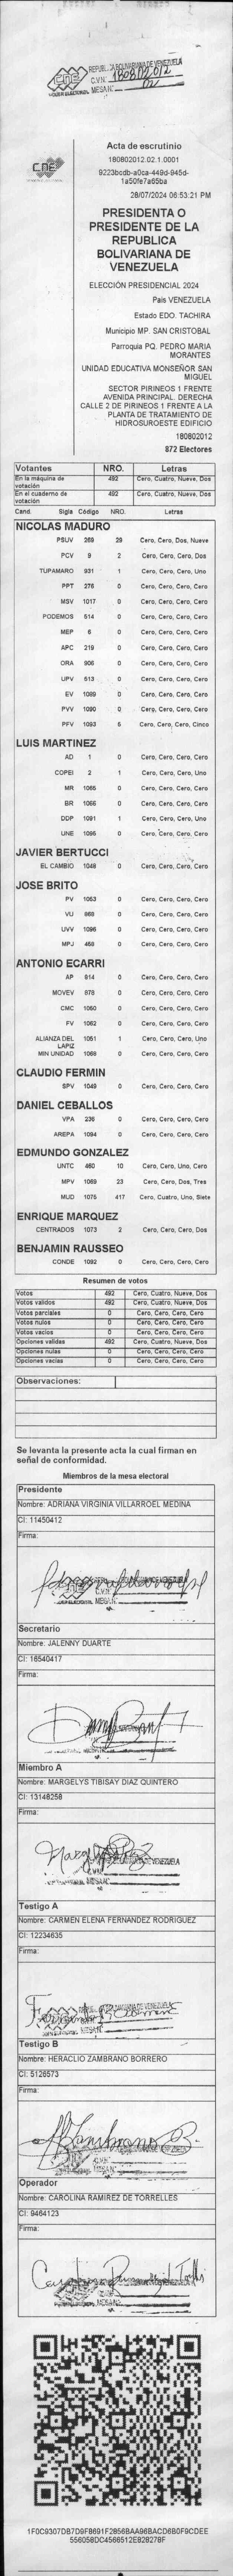 CNE
REPUBLICA BOLIVARIANA DE VENEZUELA
C.V.N° 180802012
PODER ELECTORAL MESA N° 02
CNE
Acta de escrutinio
180802012.02.1.0001
9223bcdb-a0ca-449d-945d-
1a50fe7a65ba
28/07/2024 06:53:21 PM
PRESIDENTA O
PRESIDENTE DE LA
REPUBLICA
BOLIVARIANA DE
VENEZUELA
ELECCIÓN PRESIDENCIAL 2024
País VENEZUELA
Estado EDO. TACHIRA
Municipio MP. SAN CRISTOBAL
Parroquia PQ. PEDRO MARIA
MORANTES
UNIDAD EDUCATIVA MONSEÑOR SAN
MIGUEL
SECTOR PIRINEOS 1 FRENTE
AVENIDA PRINCIPAL. DERECHA
CALLE 2 DE PIRINEOS 1 FRENTE A LA
PLANTA DE TRATAMIENTO DE
HIDROSUROESTE EDIFICIO
180802012
872 Electores
Votantes NRO. Letras
En la máquina de votación 492 Cero, Cuatro, Nueve, Dos
En el cuaderno de votación 492 Cero, Cuatro, Nueve, Dos
Cand. Sigla Código NRO. Letras
NICOLAS MADURO
PSUV 269 29 Cero, Cero, Dos, Nueve
PCV 9 2 Cero, Cero, Cero, Dos
TUPAMARO 931 1 Cero, Cero, Cero, Uno
PPT 276 0 Cero, Cero, Cero, Cero
MSV 1017 0 Cero, Cero, Cero, Cero
PODEMOS 514 0 Cero, Cero, Cero, Cero
MEP 6 0 Cero, Cero, Cero, Cero
APC 219 0 Cero, Cero, Cero, Cero
ORA 906 0 Cero, Cero, Cero, Cero
UPV 513 0 Cero, Cero, Cero, Cero
EV 1089 0 Cero, Cero, Cero, Cero
PVV 1090 0 Cero, Cero, Cero, Cero
PFV 1093 5 Cero, Cero, Cero, Cinco
LUIS MARTINEZ
AD 1 0 Cero, Cero, Cero, Cero
COPEI 2 1 Cero, Cero, Cero, Uno
MR 1065 0 Cero, Cero, Cero, Cero
BR 1066 0 Cero, Cero, Cero, Cero
DDP 1091 1 Cero, Cero, Cero, Uno
UNE 1095 0 Cero, Cero, Cero, Cero
JAVIER BERTUCCI
EL CAMBIO 1048 0 Cero, Cero, Cero, Cero
JOSE BRITO
PV 1053 0 Cero, Cero, Cero, Cero
VU 969 0 Cero, Cero, Cero, Cero
UVV 1096 0 Cero, Cero, Cero, Cero
MPJ 459 0 Cero, Cero, Cero, Cero
ANTONIO ECARRI
AP 914 0 Cero, Cero, Cero, Cero
MOVEV 978 0 Cero, Cero, Cero, Cero
CMC 1050 0 Cero, Cero, Cero, Cero
FV 1062 0 Cero, Cero, Cero, Cero
ALIANZA DEL LAPIZ 1051 1 Cero, Cero, Cero, Uno
MIN UNIDAD 1068 0 Cero, Cero, Cero, Cero
CLAUDIO FERMIN
SPV 1049 0 Cero, Cero, Cero, Cero
DANIEL CEBALLOS
VPA 236 0 Cero, Cero, Cero, Cero
AREPA 1094 0 Cero, Cero, Cero, Cero
EDMUNDO GONZALEZ
UNTC 460 10 Cero, Cero, Uno, Cero
MPV 1069 23 Cero, Cero, Dos, Tres
MUD 1075 417 Cero, Cuatro, Uno, Siete
ENRIQUE MARQUEZ
CENTRADOS 1073 2 Cero, Cero, Cero, Dos
BENJAMIN RAUSSEO
CONDE 1092 0 Cero, Cero, Cero, Cero
Resumen de votos
Votos 492 Cero, Cuatro, Nueve, Dos
Votos validos 492 Cero, Cuatro, Nueve, Dos
Votos parciales 0 Cero, Cero, Cero, Cero
Votos nulos 0 Cero, Cero, Cero, Cero
Votos vacios 0 Cero, Cero, Cero, Cero
Opciones validas 492 Cero, Cuatro, Nueve, Dos
Opciones nulas 0 Cero, Cero, Cero, Cero
Opciones vacias 0 Cero, Cero, Cero, Cero
Observaciones:
Se levanta la presente acta la cual firman en
señal de conformidad.
Miembros de la mesa electoral
Presidente
Nombre: ADRIANA VIRGINIA VILLARROEL MEDINA
CI: 11450412
Firma:
Secretario
Nombre: JALENNY DUARTE
CI: 16540417
Firma:
Miembro A
Nombre: MARGELYS TIBISAY DIAZ QUINTERO
CI: 13146258
Firma:
Testigo A
Nombre: CARMEN ELENA FERNANDEZ RODRIGUEZ
CI: 12234635
Firma:
Testigo B
Nombre: HERACLIO ZAMBRANO BORRERO
CI: 5126573
Firma:
Operador
Nombre: CAROLINA RAMIREZ DE TORRELLES
CI: 9464123
Firma:
1F0C9307DB7D9F8691F2856BAA96BACD6B0F9CDEE
556058DC4566512E828278F